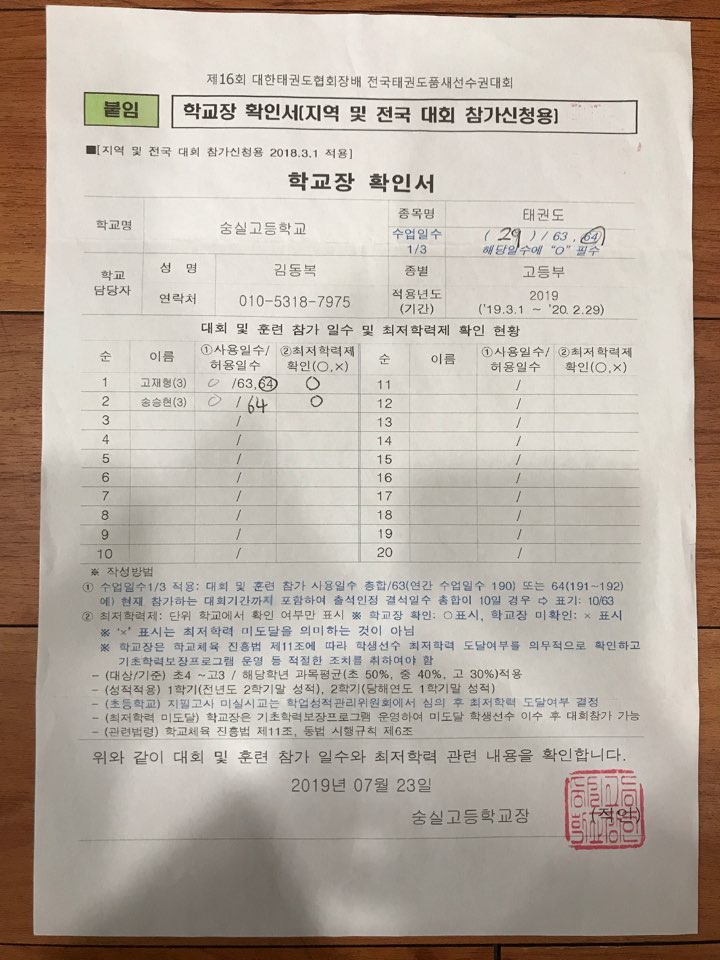 제16회 대한태권도협회장배 전국태권도품새선수권대회
붙임 학교장 확인서(지역 및 전국 대회 참가신청용)
■[지역 및 전국 대회 참가신청용 2018.3.1 적용]
학교장 확인서
학교명 숭실고등학교 종목명 태권도
수업일수 1/3 ( 29 ) / 63, 64
해당일수에 "O" 필수
학교 담당자 성 명 김동복 종별 고등부
연락처 010-5318-7975 적용년도 (기간) 2019 ('19.3.1 ~ '20.2.29)
대회 및 훈련 참가 일수 및 최저학력제 확인 현황
순 이름 ①사용일수/허용일수 ②최저학력제 확인(○,×) 순 이름 ①사용일수/허용일수 ②최저학력제 확인(○,×)
1 고재형(3) 0 /63,64 ○ 11 /
2 송승현(3) 0 / 64 ○ 12 /
3 / 13 /
4 / 14 /
5 / 15 /
6 / 16 /
7 / 17 /
8 / 18 /
9 / 19 /
10 / 20 /
※ 작성방법
① 수업일수1/3 적용: 대회 및 훈련 참가 사용일수 총합/63(연간 수업일수 190) 또는 64(191~192)
예) 현재 참가하는 대회기간까지 포함하여 출석인정 결석일수 총합이 10일 경우 ⇨ 표기: 10/63
② 최저학력제: 단위 학교에서 확인 여부만 표시 ※ 학교장 확인: ○표시, 학교장 미확인: × 표시
※ '×' 표시는 최저학력 미도달을 의미하는 것이 아님
※ 학교장은 학교체육 진흥법 제11조에 따라 학생선수 최저학력 도달여부를 의무적으로 확인하고
기초학력보장프로그램 운영 등 적절한 조치를 취하여야 함
- (대상/기준) 초4 ~고3 / 해당학년 과목평균(초 50%, 중 40%, 고 30%)적용
- (성적적용) 1학기(전년도 2학기말 성적), 2학기(당해연도 1학기말 성적)
- (초등학교) 지필고사 미실시교는 학업성적관리위원회에서 심의 후 최저학력 도달여부 결정
- (최저학력 미도달) 학교장은 기초학력보장프로그램 운영하여 미도달 학생선수 이수 후 대회참가 가능
- (관련법령) 학교체육 진흥법 제11조, 동법 시행규칙 제6조
위와 같이 대회 및 훈련 참가 일수와 최저학력 관련 내용을 확인합니다.
2019년 07월 23일
숭실고등학교장 (직인)